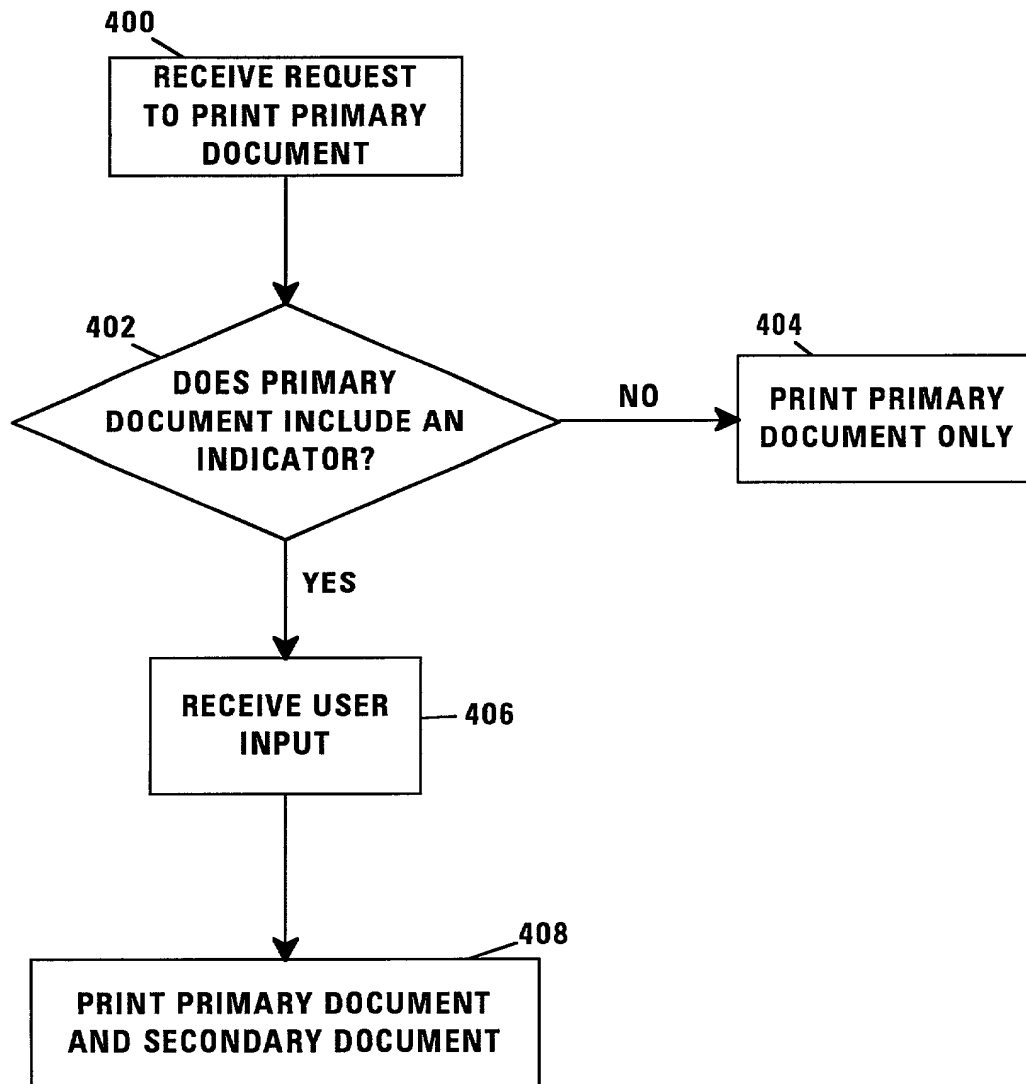 400
RECEIVE REQUEST
TO PRINT PRIMARY
DOCUMENT
402
DOES PRIMARY
DOCUMENT INCLUDE AN
INDICATOR?
NO
404
PRINT PRIMARY
DOCUMENT ONLY
YES
RECEIVE USER
INPUT
406
408
PRINT PRIMARY DOCUMENT
AND SECONDARY DOCUMENT